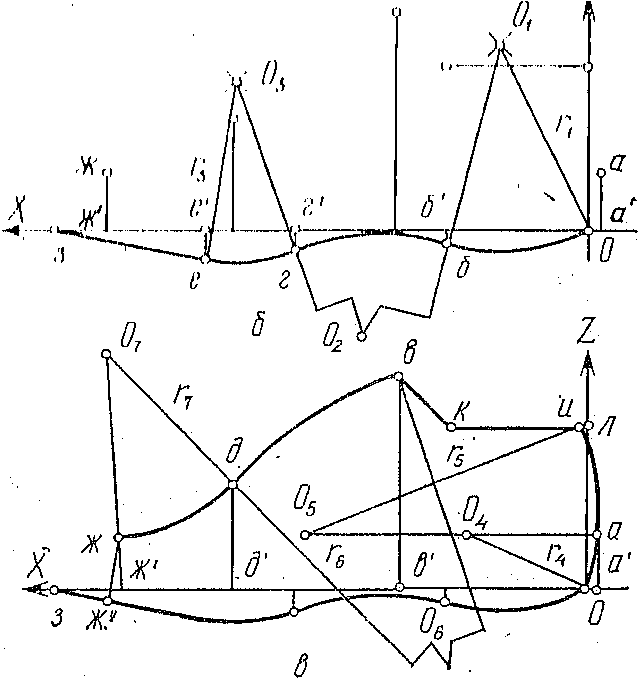 O₁
O₃
r₁
ж
r₃
а
X
ж'
е'
г'
б'
а'
з
е
г
б
O
б
O₂
O₇
в
Z
r₇
к
и
л
д
r₅
O₅
O₄
ж
r₆
r₄
а
X
ж'
д'
в'
а'
з
ж"
O₆
O
в